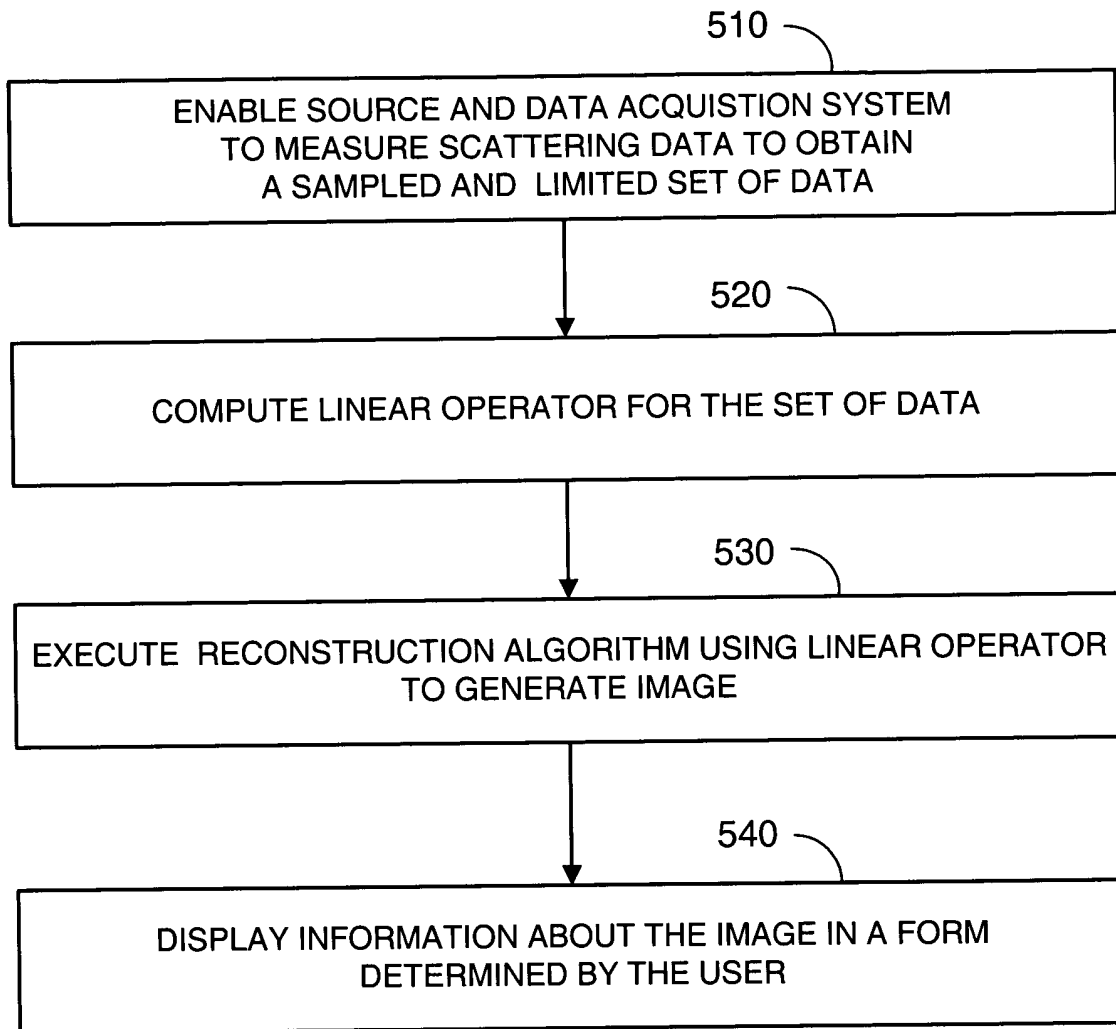 510
ENABLE SOURCE AND DATA ACQUISTION SYSTEM
TO MEASURE SCATTERING DATA TO OBTAIN
A SAMPLED AND LIMITED SET OF DATA
520
COMPUTE LINEAR OPERATOR FOR THE SET OF DATA
530
EXECUTE RECONSTRUCTION ALGORITHM USING LINEAR OPERATOR
TO GENERATE IMAGE
540
DISPLAY INFORMATION ABOUT THE IMAGE IN A FORM
DETERMINED BY THE USER